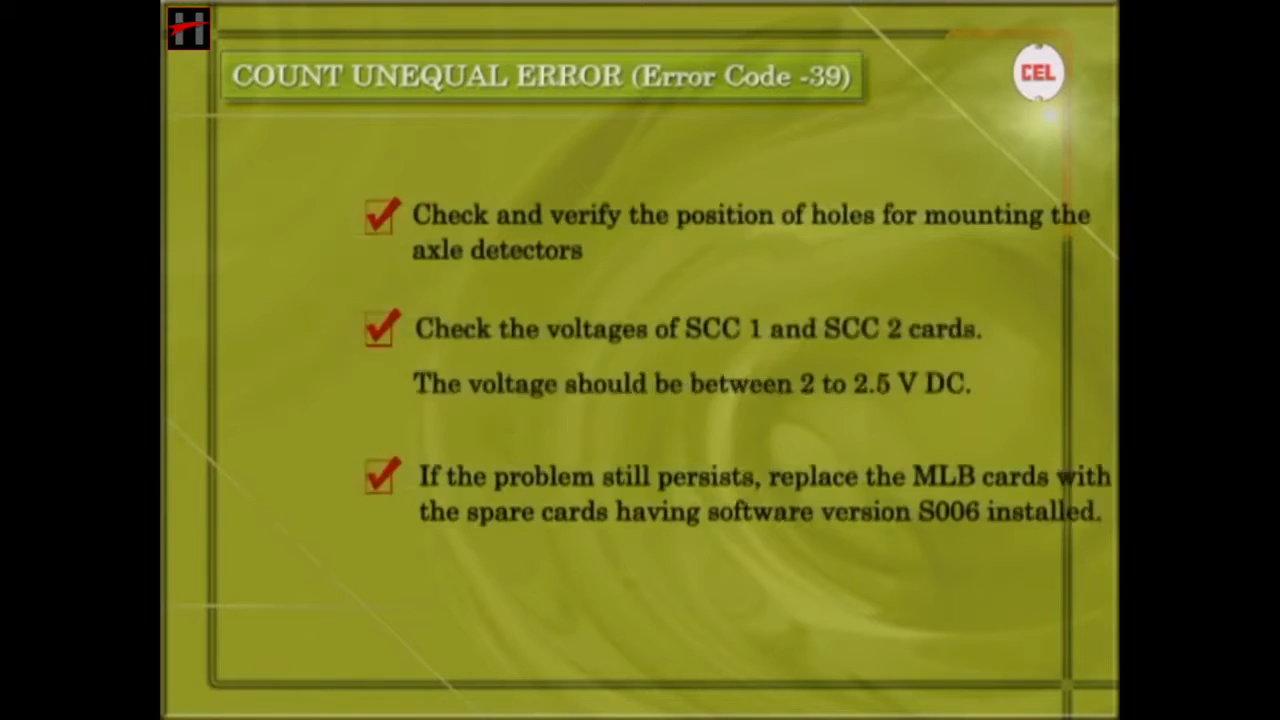 COUNT UNEQUAL ERROR (Error Code -39)
CEL
Check and verify the position of holes for mounting the
axle detectors
Check the voltages of SCC 1 and SCC 2 cards.
The voltage should be between 2 to 2.5 V DC.
If the problem still persists, replace the MLB cards with
the spare cards having software version S006 installed.